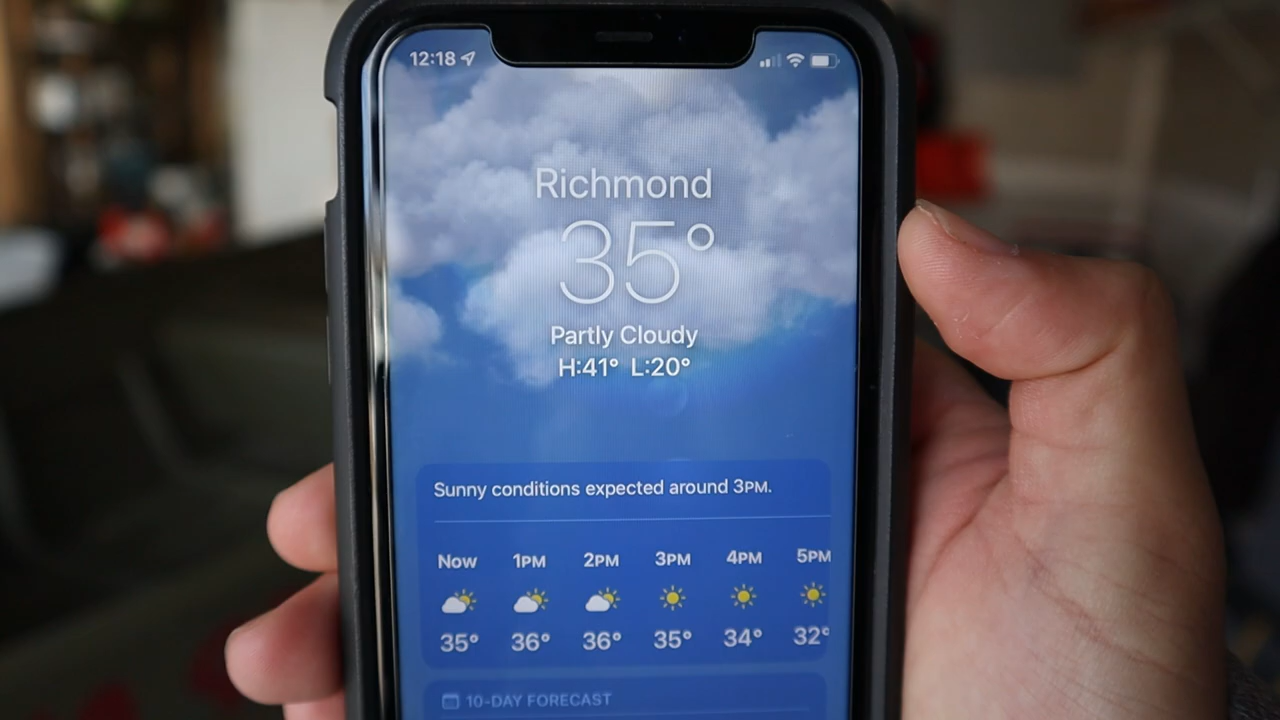 12:18
Richmond
35°
Partly Cloudy
H:41° L:20°
Sunny conditions expected around 3PM.
Now 1PM 2PM 3PM 4PM 5PM
35° 36° 36° 35° 34° 32°
10-DAY FORECAST